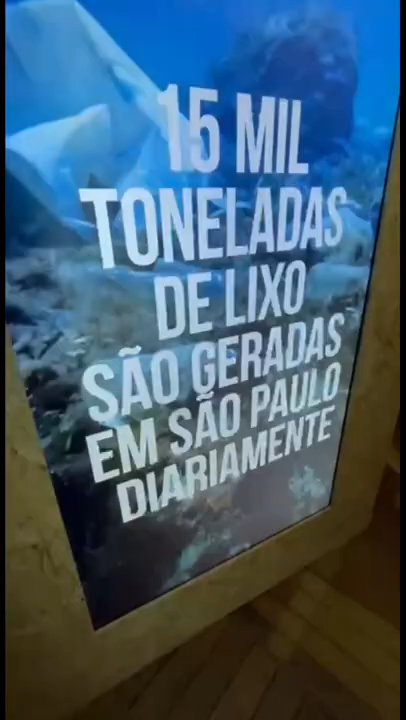 15 MIL
TONELADAS
DE LIXO
SÃO GERADAS
EM SÃO PAULO
DIARIAMENTE